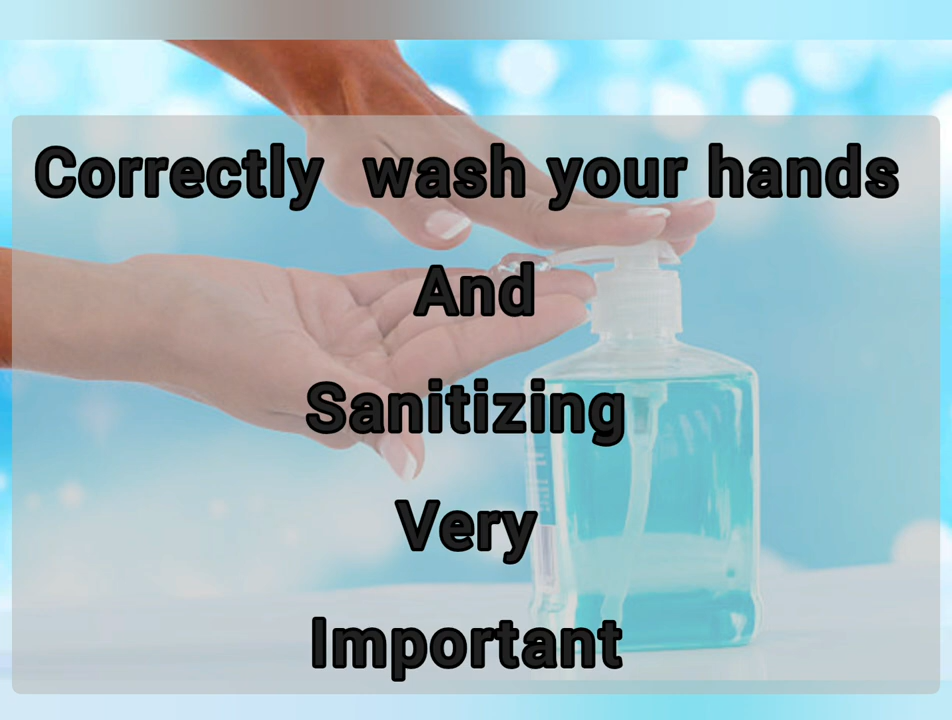 Correctly wash your hands
And
Sanitizing
Very
Important